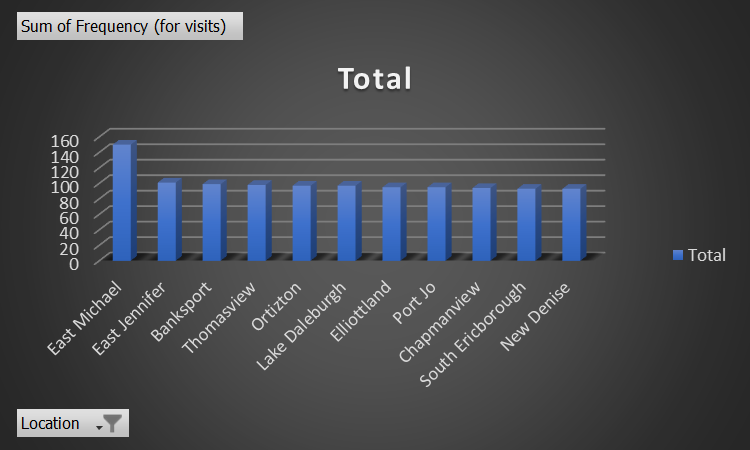 Sum of Frequency (for visits)
Total
160
140
120
100
80
60
40
20
0
East Michael
East Jennifer
Banksport
Thomasview
Ortizton
Lake Daleburgh
Elliottland
Port Jo
Chapmanview
South Ericborough
New Denise
Total
Location